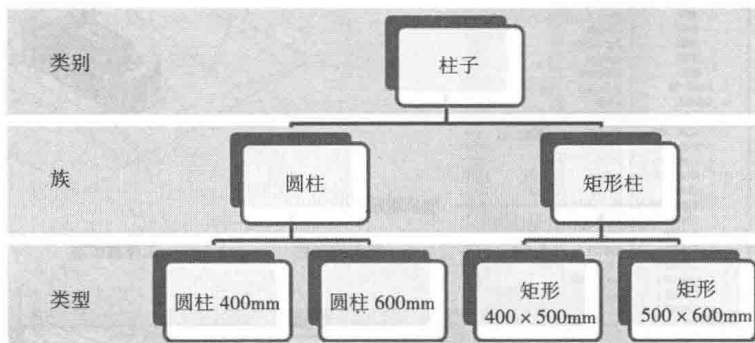 类别
柱子
族
圆柱
矩形柱
类型
圆柱 400mm
圆柱 600mm
矩形
400 × 500mm
矩形
500 × 600mm